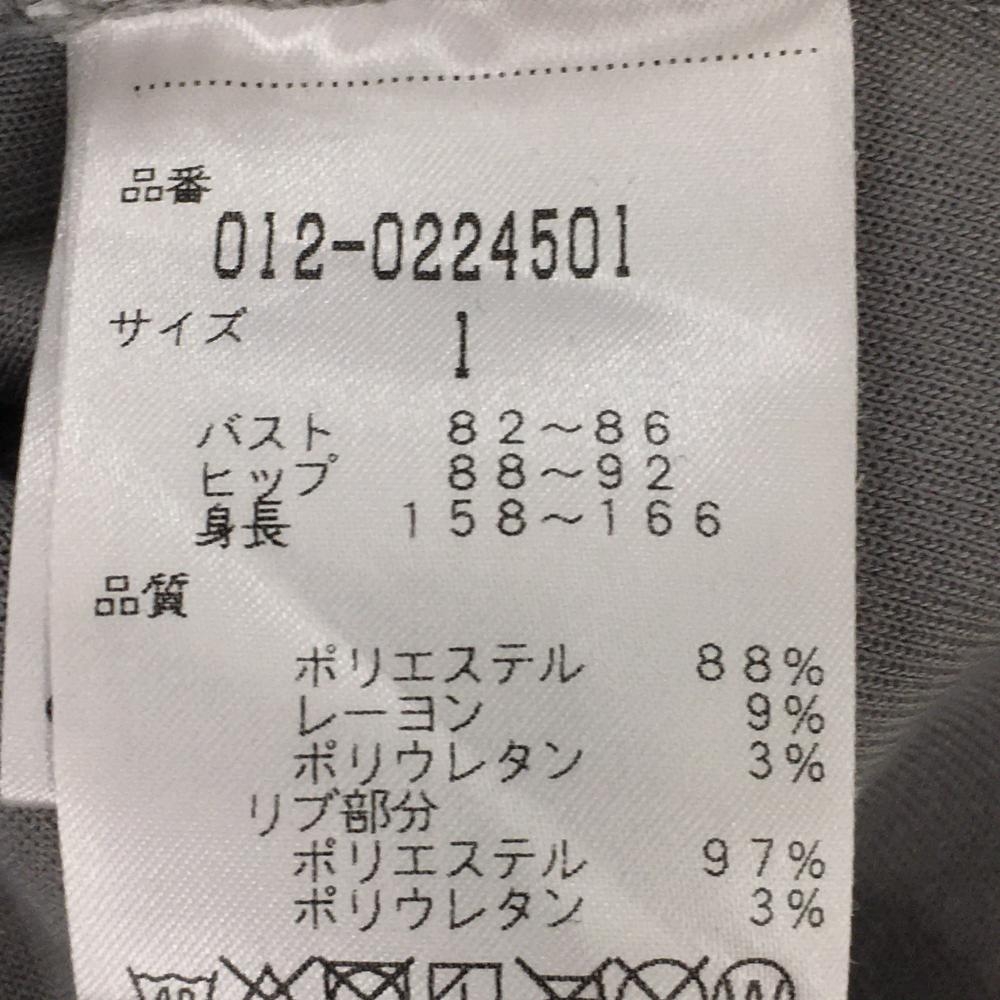 品番
012-0224501
サイズ 1
バスト 82～86
ヒップ 88～92
身長 158～166
品質
ポリエステル 88%
レーヨン 9%
ポリウレタン 3%
リブ部分
ポリエステル 97%
ポリウレタン 3%